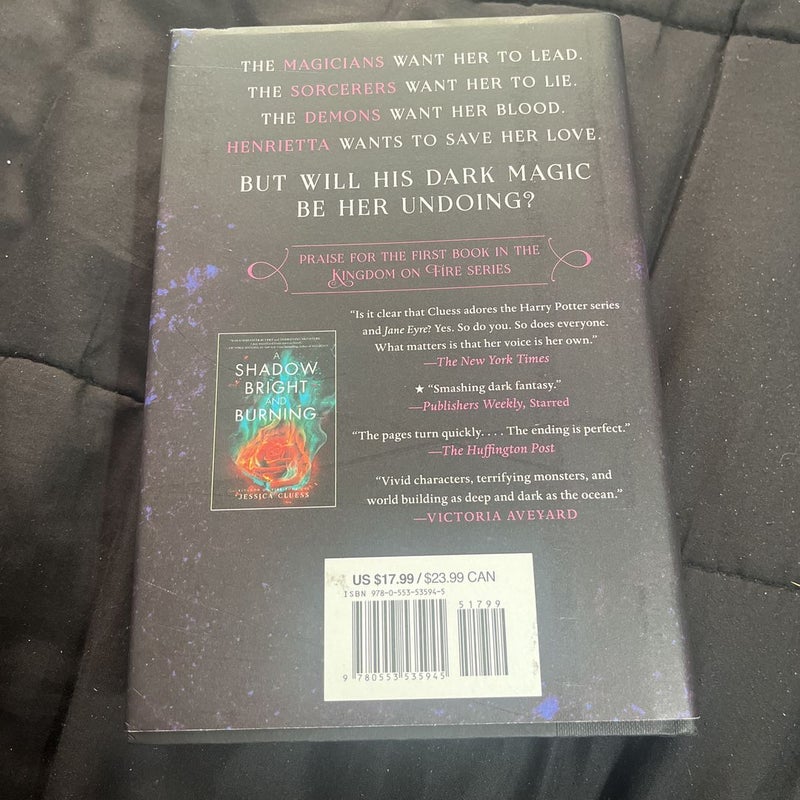 THE MAGICIANS WANT HER TO LEAD.
THE SORCERERS WANT HER TO LIE.
THE DEMONS WANT HER BLOOD.
HENRIETTA WANTS TO SAVE HER LOVE.
BUT WILL HIS DARK MAGIC
BE HER UNDOING?
PRAISE FOR THE FIRST BOOK IN THE
KINGDOM ON FIRE SERIES
“Is it clear that Cluess adores the Harry Potter series
and Jane Eyre? Yes. So do you. So does everyone.
What matters is that her voice is her own.”
—The New York Times
★ “Smashing dark fantasy.”
—Publishers Weekly, Starred
“The pages turn quickly. . . . The ending is perfect.”
—The Huffington Post
“Vivid characters, terrifying monsters, and
world building as deep and dark as the ocean.”
—VICTORIA AVEYARD
A
SHADOW
BRIGHT
AND
BURNING
JESSICA CLUESS
US $17.99 / $23.99 CAN
ISBN 978-0-553-53594-5
51799
9 780553 535945